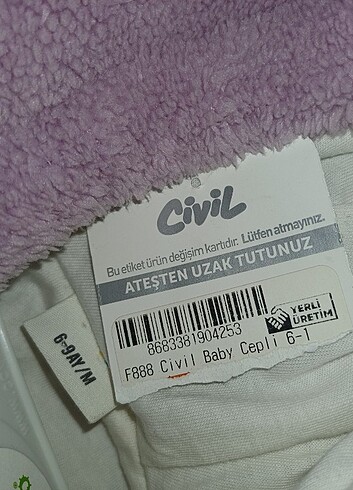 CiViL
Bu etiket ürün değişim kartıdır. Lütfen atmayınız.
ATEŞTEN UZAK TUTUNUZ
YERLİ
ÜRETİM
8683381904253
F888 Civil Baby Cepli 6-1
6-9AY/M